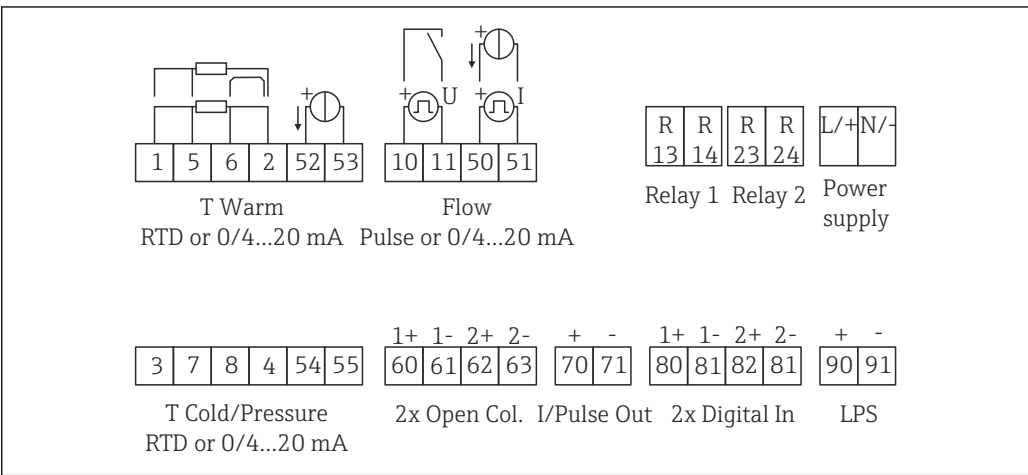 + U + I
+
+
1 5 6 2 52 53
10 11 50 51
R 13 R 14 R 23 R 24
L/+ N/-
T Warm
RTD or 0/4...20 mA
Flow
Pulse or 0/4...20 mA
Relay 1 Relay 2
Power
supply
1+ 1- 2+ 2-
+ -
1+ 1- 2+ 2-
+ -
3 7 8 4 54 55
60 61 62 63
70 71
80 81 82 81
90 91
T Cold/Pressure
RTD or 0/4...20 mA
2x Open Col.
I/Pulse Out
2x Digital In
LPS